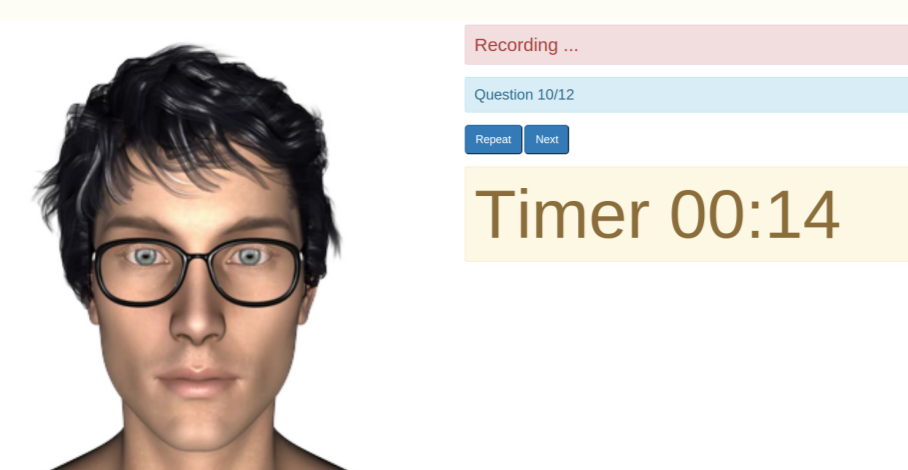 Recording ...
Question 10/12
Repeat Next
Timer 00:14